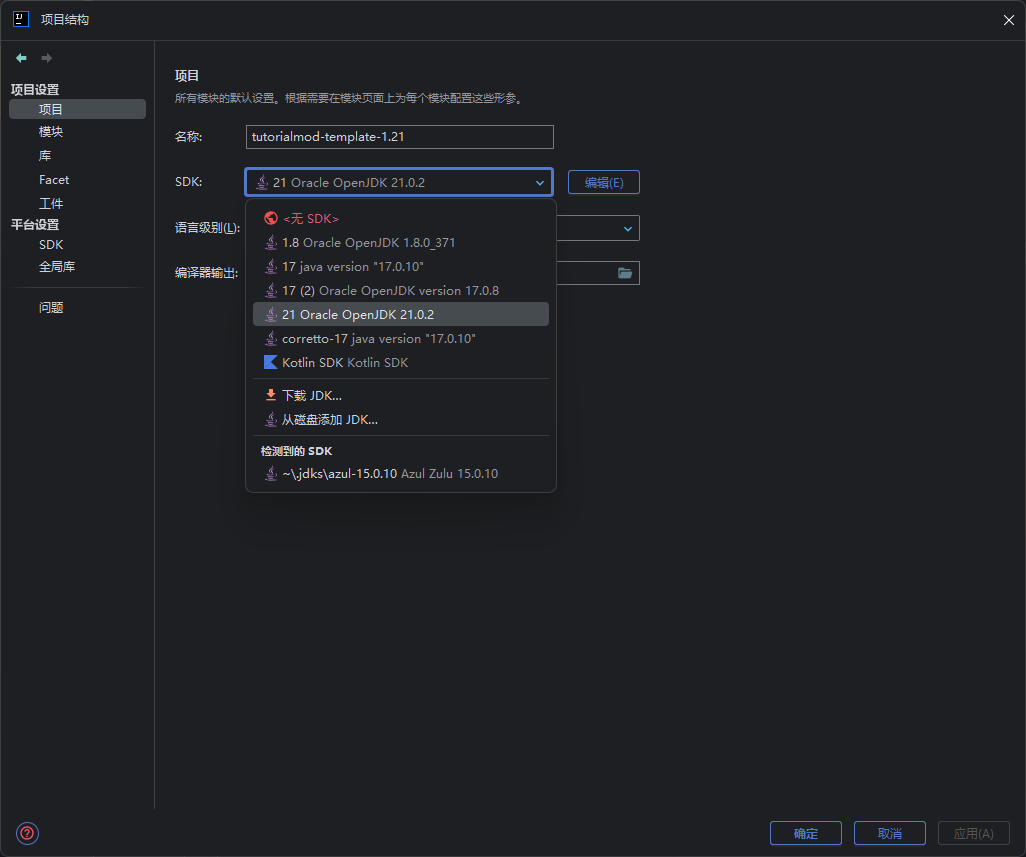 项目结构
项目设置
项目
模块
库
Facet
工件
平台设置
SDK
全局库
问题
项目
所有模块的默认设置。根据需要在模块页面上为每个模块配置这些形参。
名称: tutorialmod-template-1.21
SDK: 21 Oracle OpenJDK 21.0.2 编辑(E)
语言级别(L):
编译器输出:
<无 SDK>
1.8 Oracle OpenJDK 1.8.0_371
17 java version "17.0.10"
17 (2) Oracle OpenJDK version 17.0.8
21 Oracle OpenJDK 21.0.2
corretto-17 java version "17.0.10"
Kotlin SDK Kotlin SDK
下载 JDK...
从磁盘添加 JDK...
检测到的 SDK
~\.jdks\azul-15.0.10 Azul Zulu 15.0.10
确定 取消 应用(A)